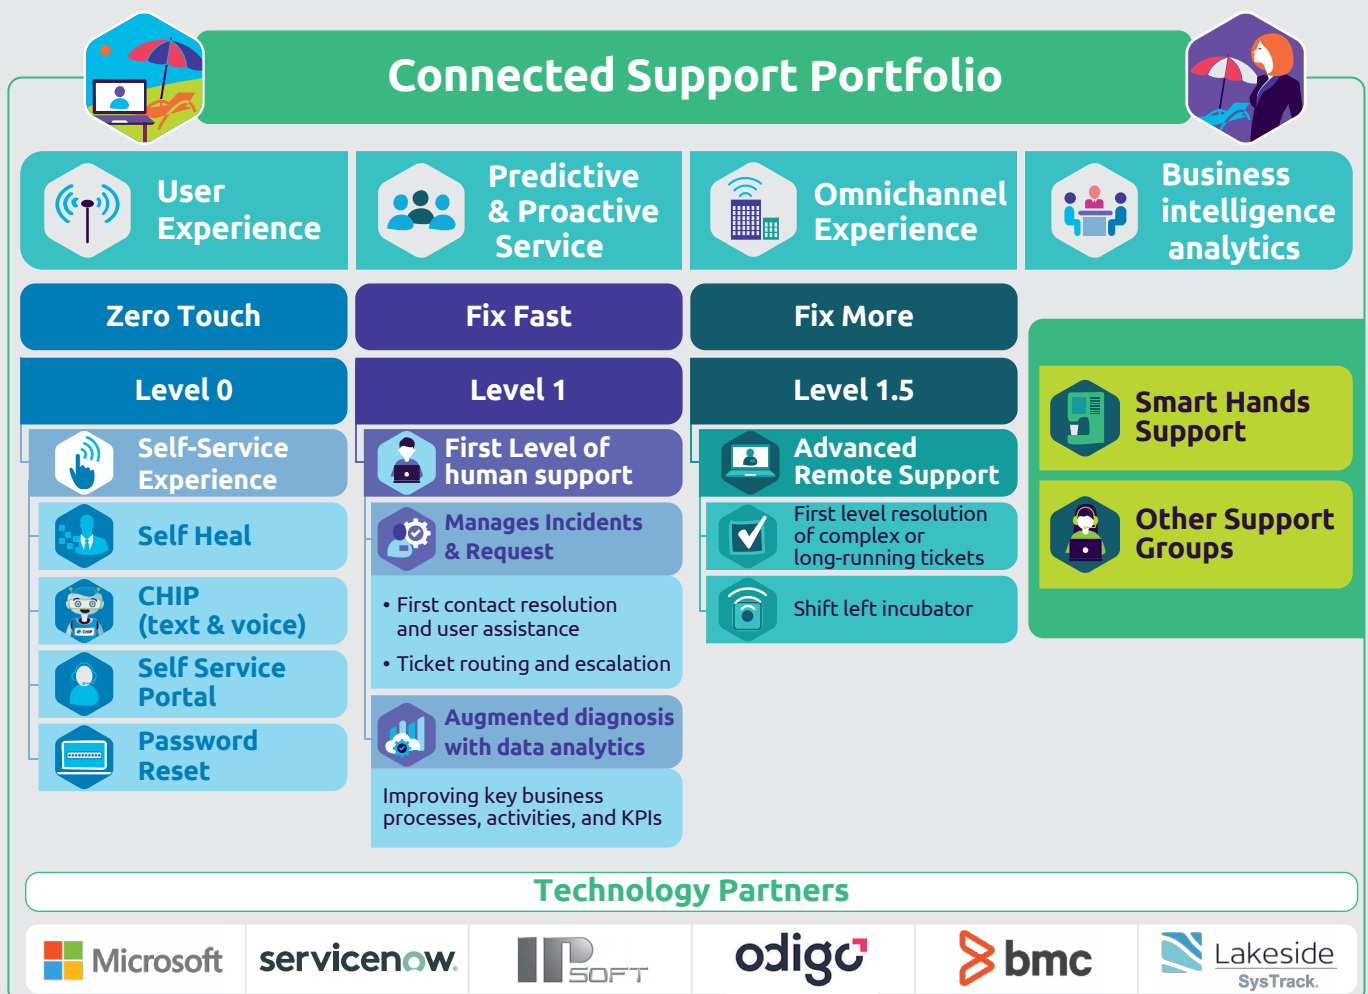 Connected Support Portfolio
User
Experience
Predictive
& Proactive
Service
Omnichannel
Experience
Business
intelligence
analytics
Zero Touch
Level 0
Self-Service
Experience
Self Heal
CHIP
(text & voice)
Self Service
Portal
Password
Reset
Fix Fast
Level 1
First Level of
human support
Manages Incidents
& Request
• First contact resolution
and user assistance
• Ticket routing and escalation
Augmented diagnosis
with data analytics
Improving key business
processes, activities, and KPIs
Fix More
Level 1.5
Advanced
Remote Support
First level resolution
of complex or
long-running tickets
Shift left incubator
Smart Hands
Support
Other Support
Groups
Technology Partners
Microsoft
servicenow.
IPSOFT
odigo
bmc
Lakeside
SysTrack.